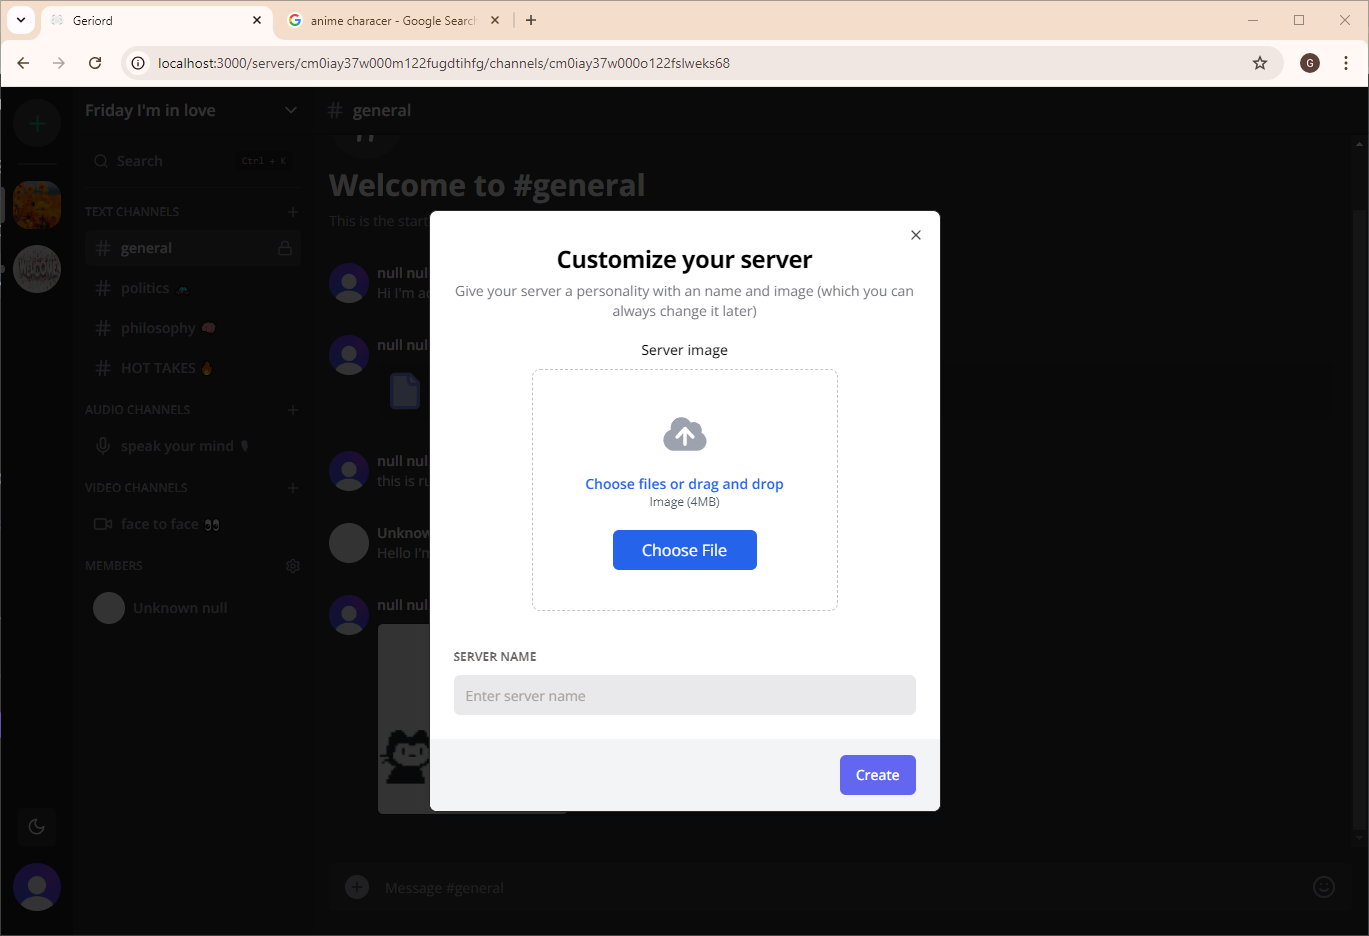 Geriord
anime characer - Google Search
localhost:3000/servers/cm0iay37w000m122fugdtihfg/channels/cm0iay37w000o122fslweks68
G
Friday I'm in love
# general
Search
Ctrl + K
Welcome to #general
This is the start
TEXT CHANNELS
# general
# politics
# philosophy
# HOT TAKES
AUDIO CHANNELS
speak your mind
VIDEO CHANNELS
face to face
MEMBERS
Unknown null
WELCOME
null nul
Hi I'm a
null nul
null nul
this is ru
Unknow
Hello I'm
null nul
Customize your server
Give your server a personality with an name and image (which you can
always change it later)
Server image
Choose files or drag and drop
Image (4MB)
Choose File
SERVER NAME
Enter server name
Create
Message #general